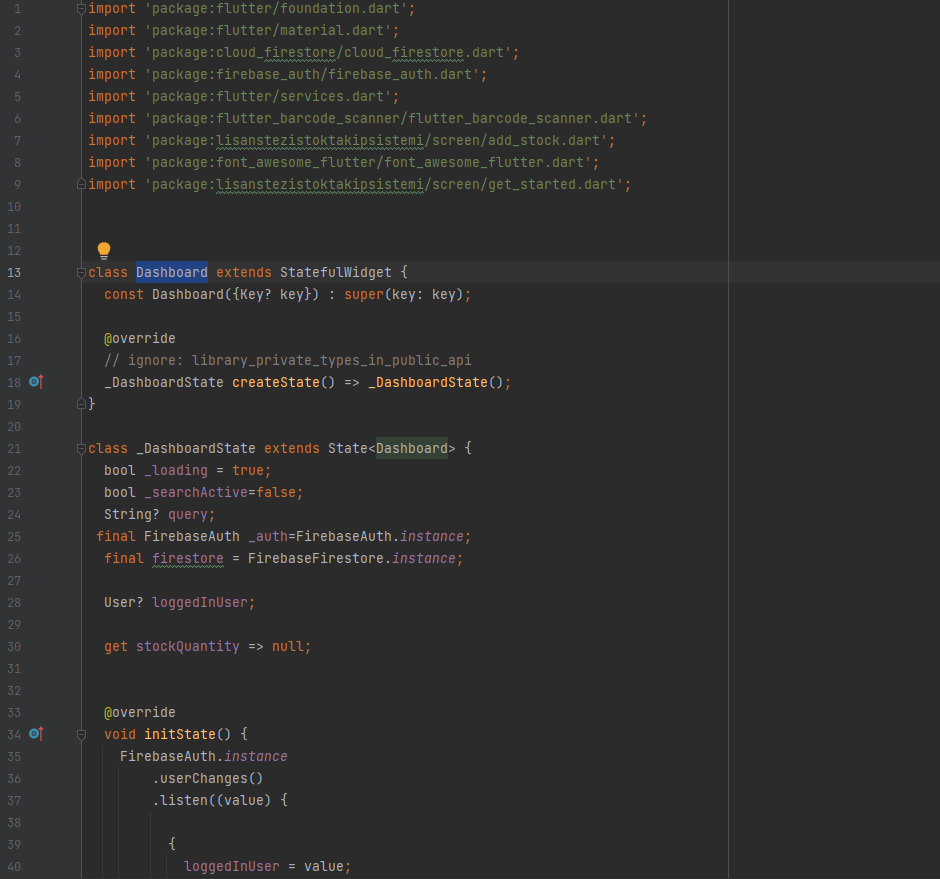 1 import 'package:flutter/foundation.dart';
2 import 'package:flutter/material.dart';
3 import 'package:cloud_firestore/cloud_firestore.dart';
4 import 'package:firebase_auth/firebase_auth.dart';
5 import 'package:flutter/services.dart';
6 import 'package:flutter_barcode_scanner/flutter_barcode_scanner.dart';
7 import 'package:lisanstezistoktakipsistemi/screen/add_stock.dart';
8 import 'package:font_awesome_flutter/font_awesome_flutter.dart';
9 import 'package:lisanstezistoktakipsistemi/screen/get_started.dart';
10
11
12
13 class Dashboard extends StatefulWidget {
14   const Dashboard({Key? key}) : super(key: key);
15
16   @override
17   // ignore: library_private_types_in_public_api
18   _DashboardState createState() => _DashboardState();
19 }
20
21 class _DashboardState extends State<Dashboard> {
22   bool _loading = true;
23   bool _searchActive=false;
24   String? query;
25  final FirebaseAuth _auth=FirebaseAuth.instance;
26   final firestore = FirebaseFirestore.instance;
27
28   User? loggedInUser;
29
30   get stockQuantity => null;
31
32
33   @override
34   void initState() {
35     FirebaseAuth.instance
36         .userChanges()
37         .listen((value) {
38
39           {
40             loggedInUser = value;